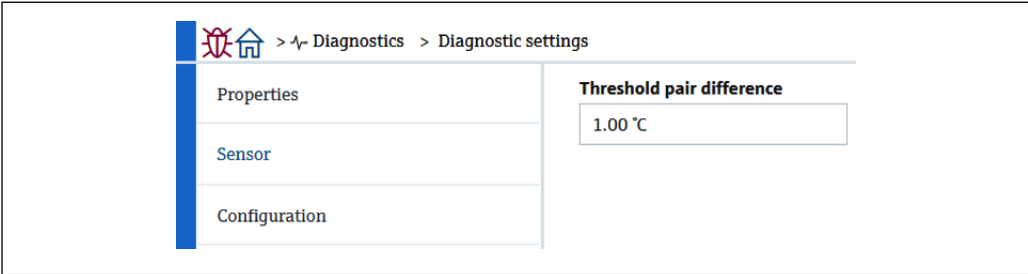 > Diagnostics > Diagnostic settings
Properties
Sensor
Configuration
Threshold pair difference
1.00 °C